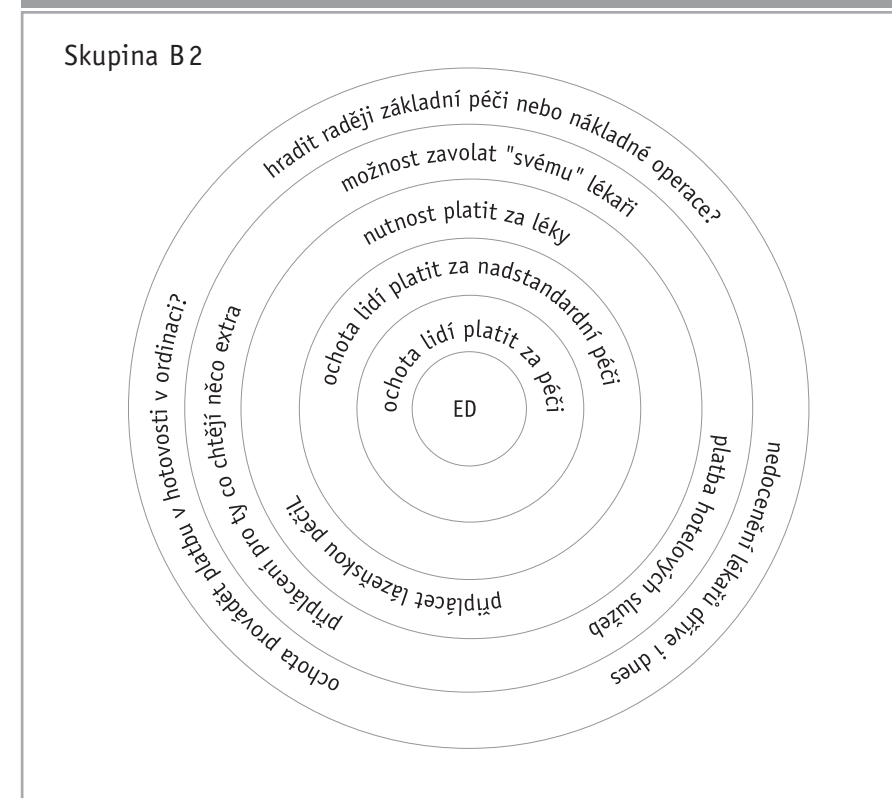 Skupina B2
hradit raději základní péči nebo nákladné operace?
možnost zavolat "svému" lékaři
nutnost platit za léky
ochota lidí platit za nadstandardní péči
ochota lidí platit za péči
ED
ochota provádět platbu v hotovosti v ordinaci?
připlácení pro ty co chtějí něco extra
připlácet lázeňskou péčiL
platba hotelových služeb
nedocenění lékařů dříve i dnes